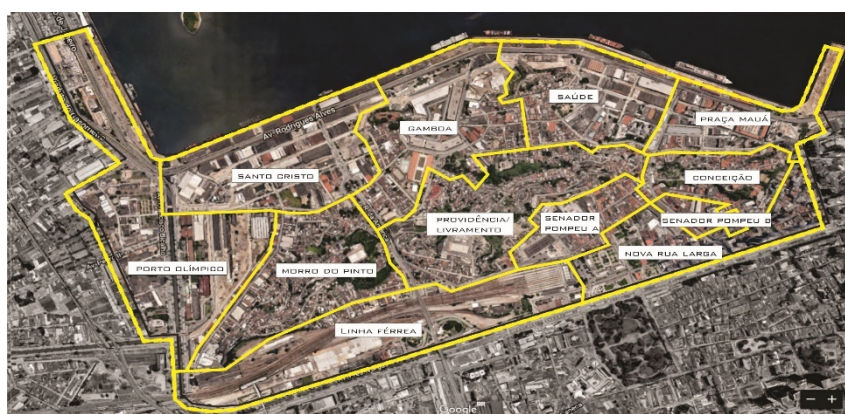 Av. Rodrigues Alves
SAÚDE
GAMBOA
PRAÇA MAUÁ
SANTO CRISTO
CONCEIÇÃO
PROVIDÊNCIA/
LIVRAMENTO
SENADOR
POMPEU A
SENADOR POMPEU B
NOVA RUA LARGA
PORTO OLÍMPICO
MORRO DO PINTO
LINHA FÉRREA
Google